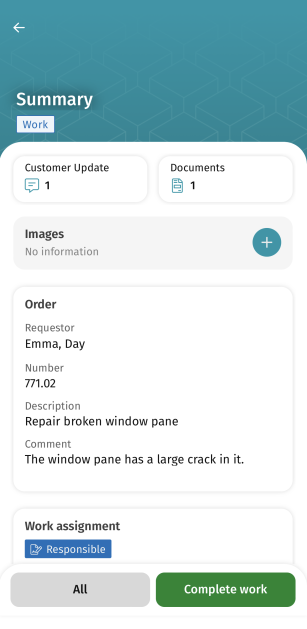 Summary
Work
Customer Update
1
Documents
1
Images
No information
Order
Requestor
Emma, Day
Number
771.02
Description
Repair broken window pane
Comment
The window pane has a large crack in it.
Work assignment
Responsible
All
Complete work